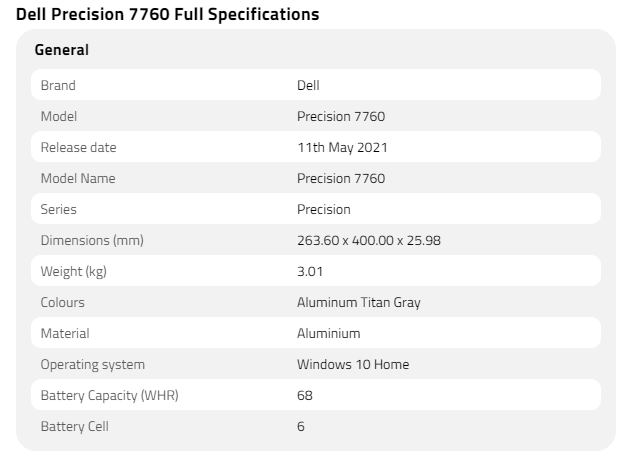 Dell Precision 7760 Full Specifications
General
Brand Dell
Model Precision 7760
Release date 11th May 2021
Model Name Precision 7760
Series Precision
Dimensions (mm) 263.60 x 400.00 x 25.98
Weight (kg) 3.01
Colours Aluminum Titan Gray
Material Aluminium
Operating system Windows 10 Home
Battery Capacity (WHR) 68
Battery Cell 6